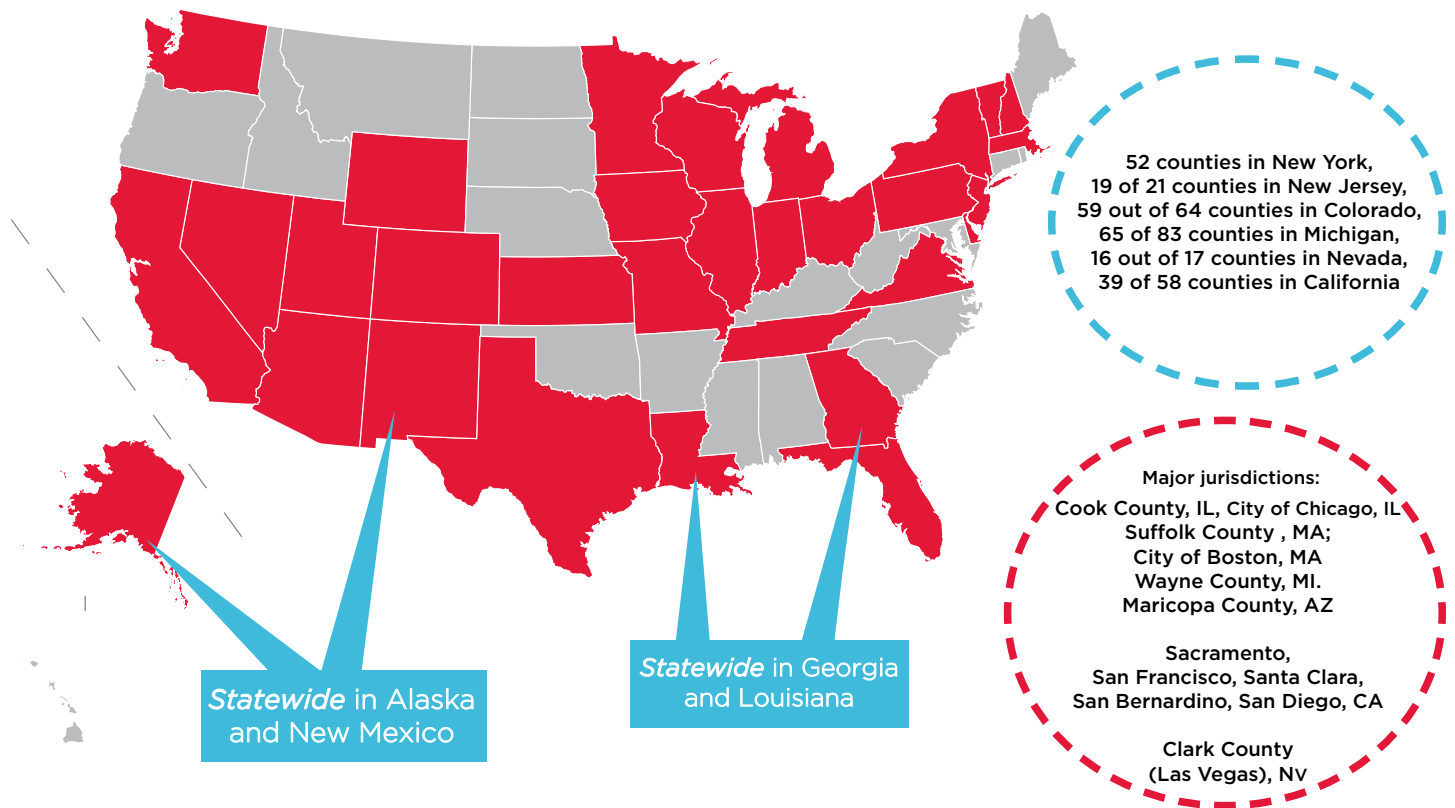 52 counties in New York,
19 of 21 counties in New Jersey,
59 out of 64 counties in Colorado,
65 of 83 counties in Michigan,
16 out of 17 counties in Nevada,
39 of 58 counties in California
Major jurisdictions:
Cook County, IL, City of Chicago, IL
Suffolk County , MA;
City of Boston, MA
Wayne County, MI.
Maricopa County, AZ
Sacramento,
San Francisco, Santa Clara,
San Bernardino, San Diego, CA
Clark County
(Las Vegas), NV
Statewide in Alaska
and New Mexico
Statewide in Georgia
and Louisiana